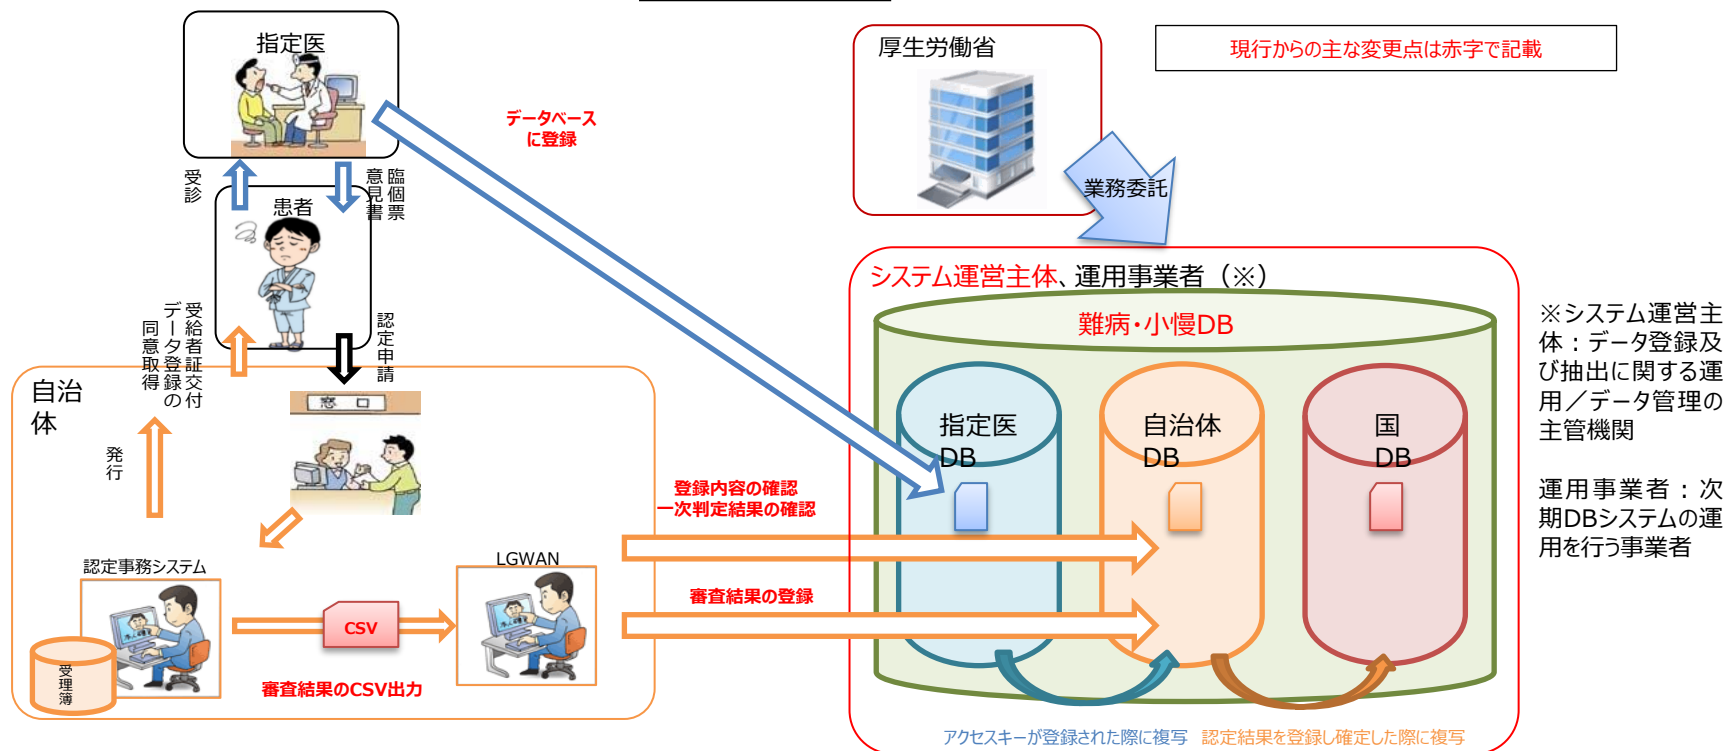 指定医
厚生労働省
現行からの主な変更点は赤字で記載
データベース
に登録
業務委託
受診
臨個票
意見書
患者
システム運営主体、運用事業者（※）
難病・小慢DB
※システム運営主
体：データ登録及
び抽出に関する運
用／データ管理の
主管機関
運用事業者：次
期DBシステムの運
用を行う事業者
受給者証交付
データ登録の
同意取得
認定申請
自治
体
窓口
発行
指定医
DB
自治体
DB
国
DB
登録内容の確認
一次判定結果の確認
認定事務システム
LGWAN
CSV
審査結果の登録
受理簿
審査結果のCSV出力
アクセスキーが登録された際に複写
認定結果を登録し確定した際に複写